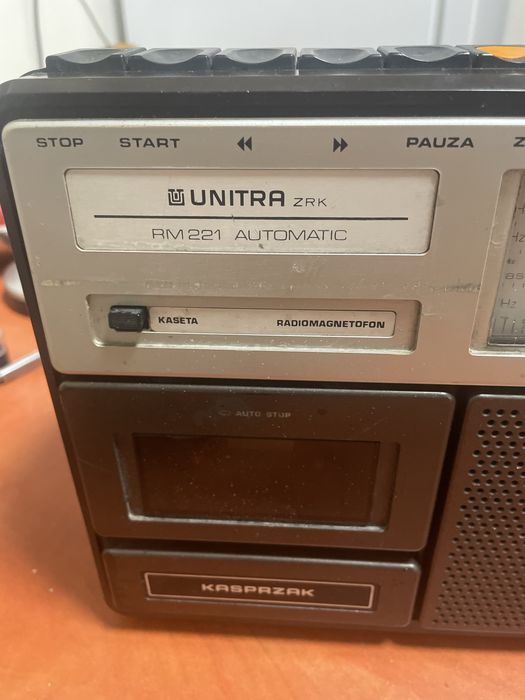 STOP START PAUZA
UNITRA ZRK
RM 221 AUTOMATIC
KASETA RADIOMAGNETOFON
AUTO STOP
KASPRZAK